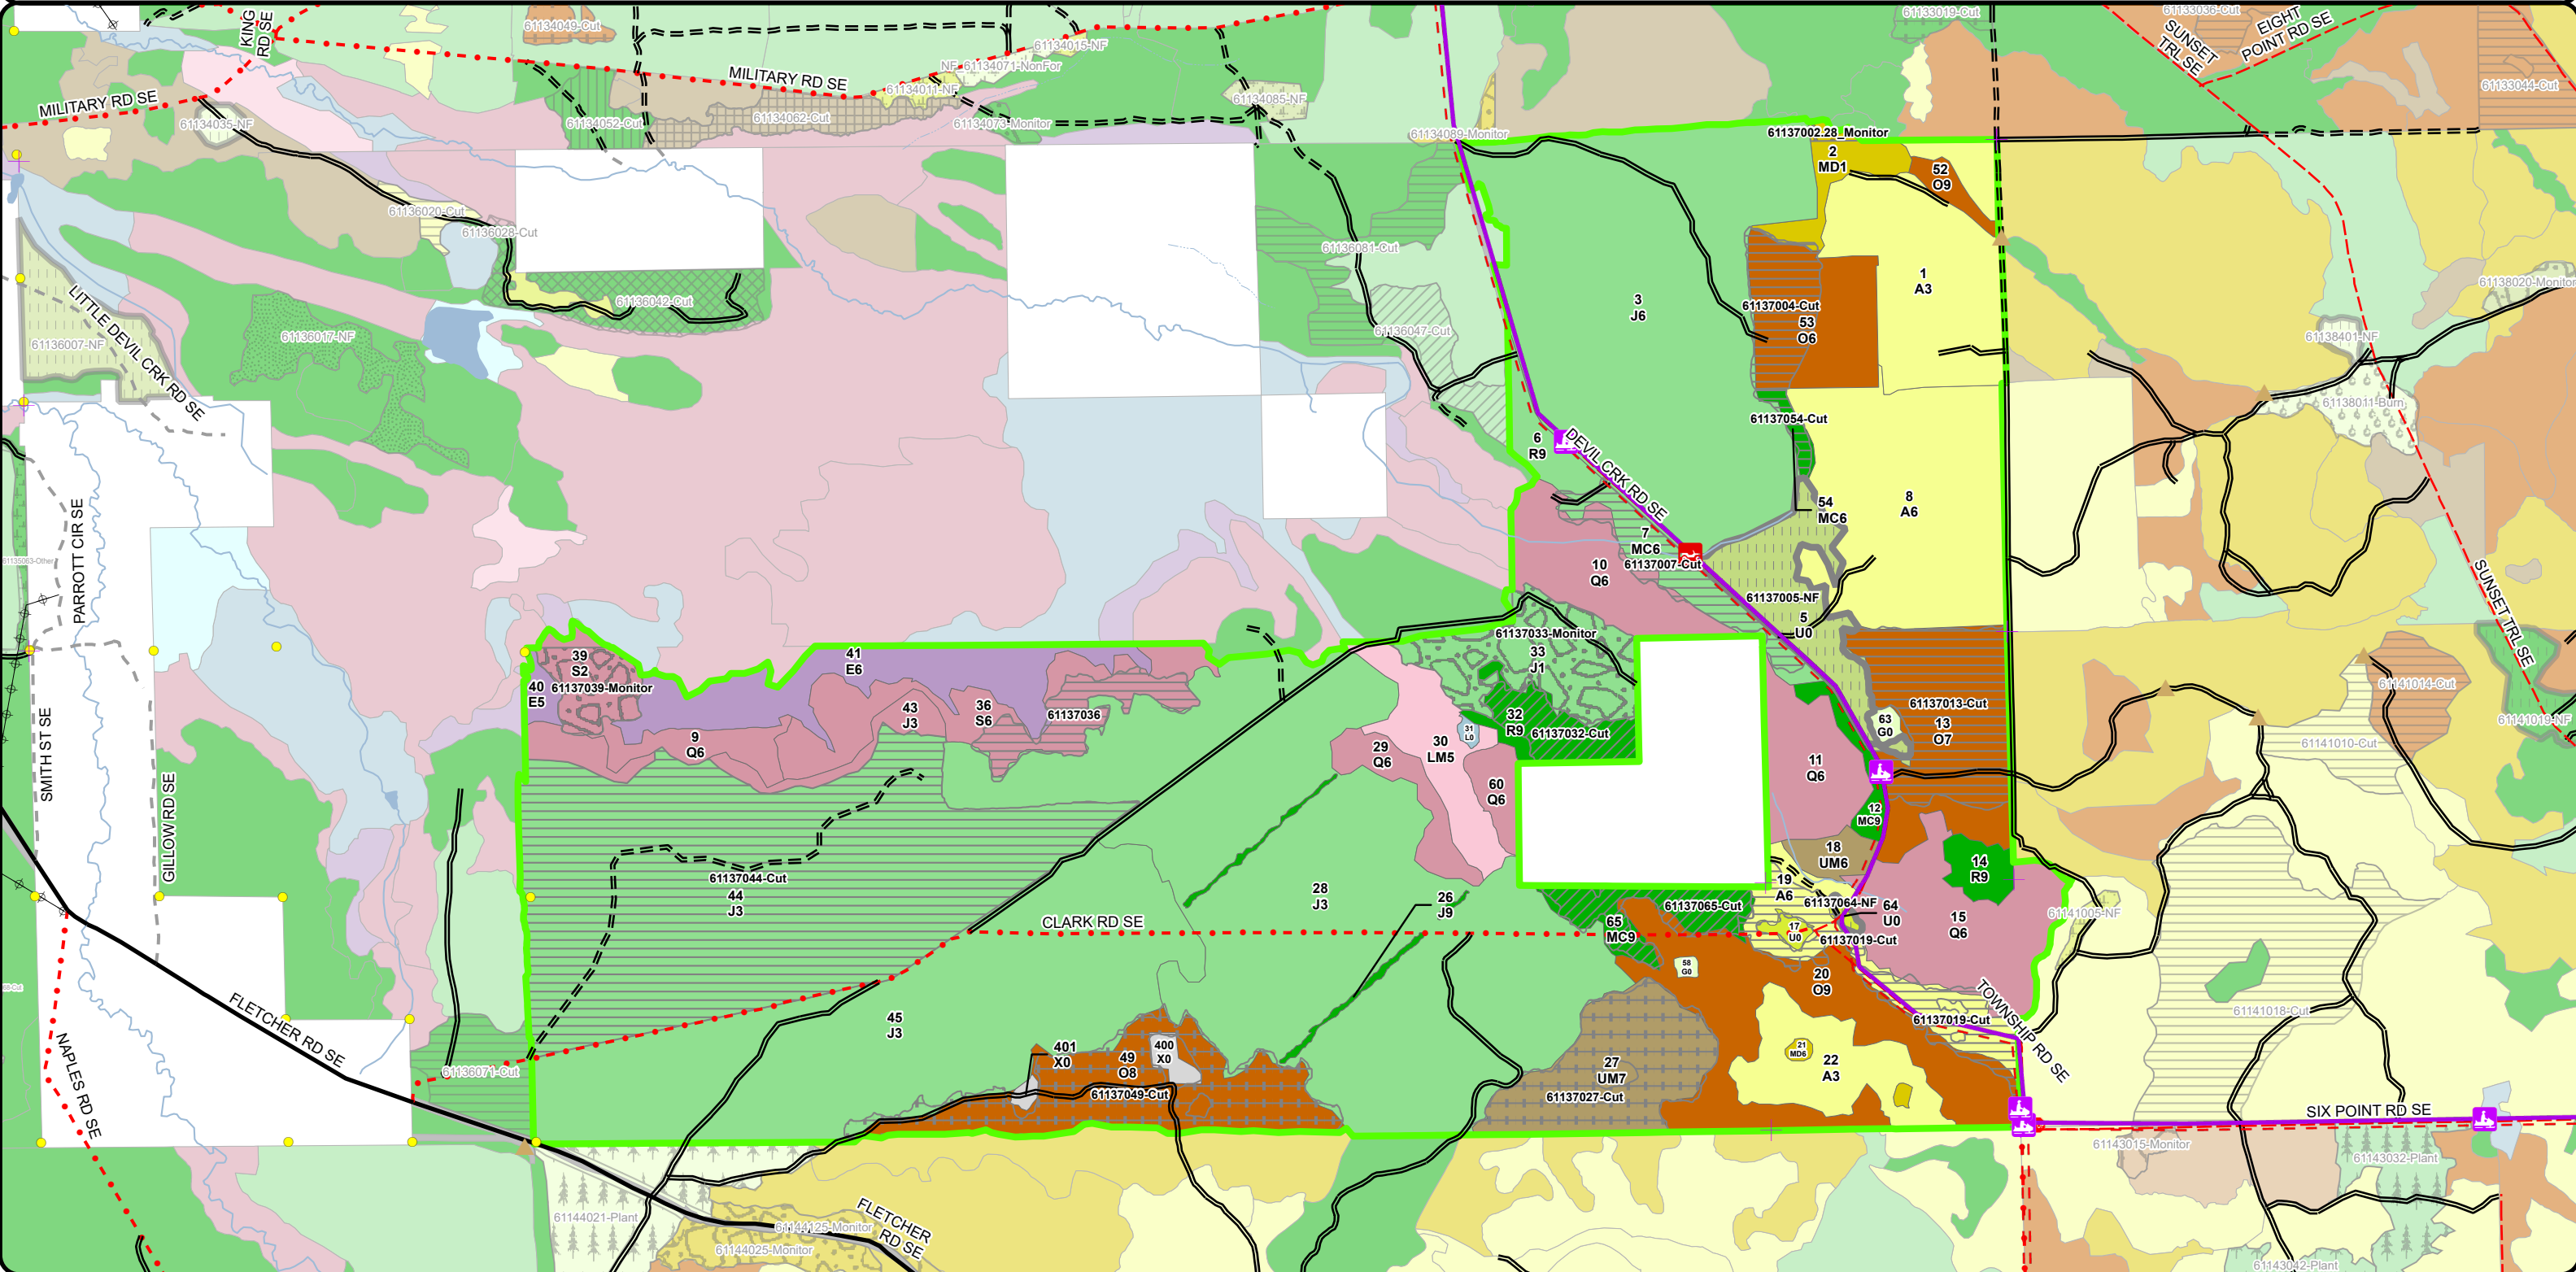 61134049-Cut
61133019-Cut
61133036-Cut
KING
RD SE
61134015-NF
EIGHT
POINT RD SE
SUNSET
TRL SE
NF_61134071-NonFor
MILITARY RD SE
61134011-NF
61133044-Cut
MILITARY RD SE
61134085-NF
61134035-NF
61134052-Cut
61134062-Cut
61134073-Monitor
61134089-Monitor
61137002.28_Monitor
2
MD1
52
O9
61136020-Cut
61136028-Cut
61136081-Cut
1
A3
61138020-Monitor
61136042-Cut
3
J6
61137004-Cut
53
O6
LITTLE DEVIL CRK RD SE
61136007-NF
61136017-NF
61136047-Cut
61138401-NF
61138011-Burn
61137054-Cut
6
R9
DEVIL CRK RD SE
8
A6
54
MC6
PARROTT CIR SE
61135063-Other
7
MC6
61137007-Cut
10
Q6
61137005-NF
5
U0
SUNSET TRL SE
61137033-Monitor
33
J1
39
S2
61137039-Monitor
40
E5
41
E6
61141014-Cut
43
J3
36
S6
61137036
61137013-Cut
13
O7
63
G0
32
R9
61137032-Cut
31
L0
61141019-NF
9
Q6
29
Q6
30
LM5
61141010-Cut
SMITH ST SE
11
Q6
60
Q6
GILLOW RD SE
12
MC9
18
UM6
14
R9
61137044-Cut
44
J3
28
J3
26
J9
19
A6
61137064-NF
64
U0
61137065-Cut
65
MC9
17
U0
15
Q6
61141005-NF
CLARK RD SE
61137019-Cut
58
G0
20
O9
FLETCHER RD SE
45
J3
61137019-Cut
TOWNSHIP RD SE
61141018-Cut
NAPLES RD SE
61136071-Cut
401
X0
49
O8
400
X0
61137049-Cut
27
UM7
61137027-Cut
21
MD6
22
A3
SIX POINT RD SE
61143015-Monitor
61143032-Plant
61144021-Plant
FLETCHER
RD SE
61144125-Monitor
61144025-Monitor
61143042-Plant